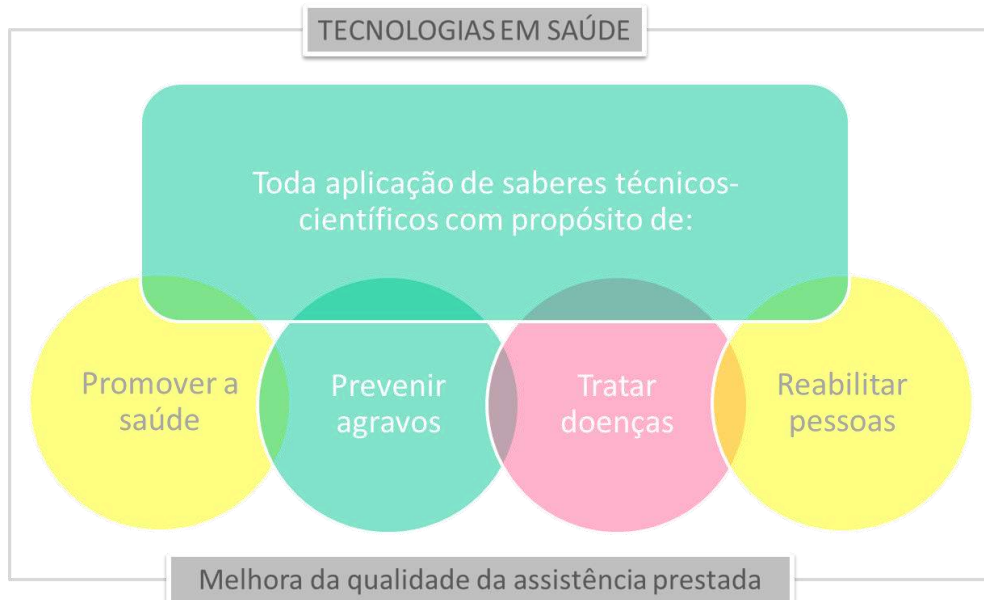 TECNOLOGIAS EM SAÚDE
Toda aplicação de saberes técnicos-
científicos com propósito de:
Promover a
saúde
Prevenir
agravos
Tratar
doenças
Reabilitar
pessoas
Melhora da qualidade da assistência prestada